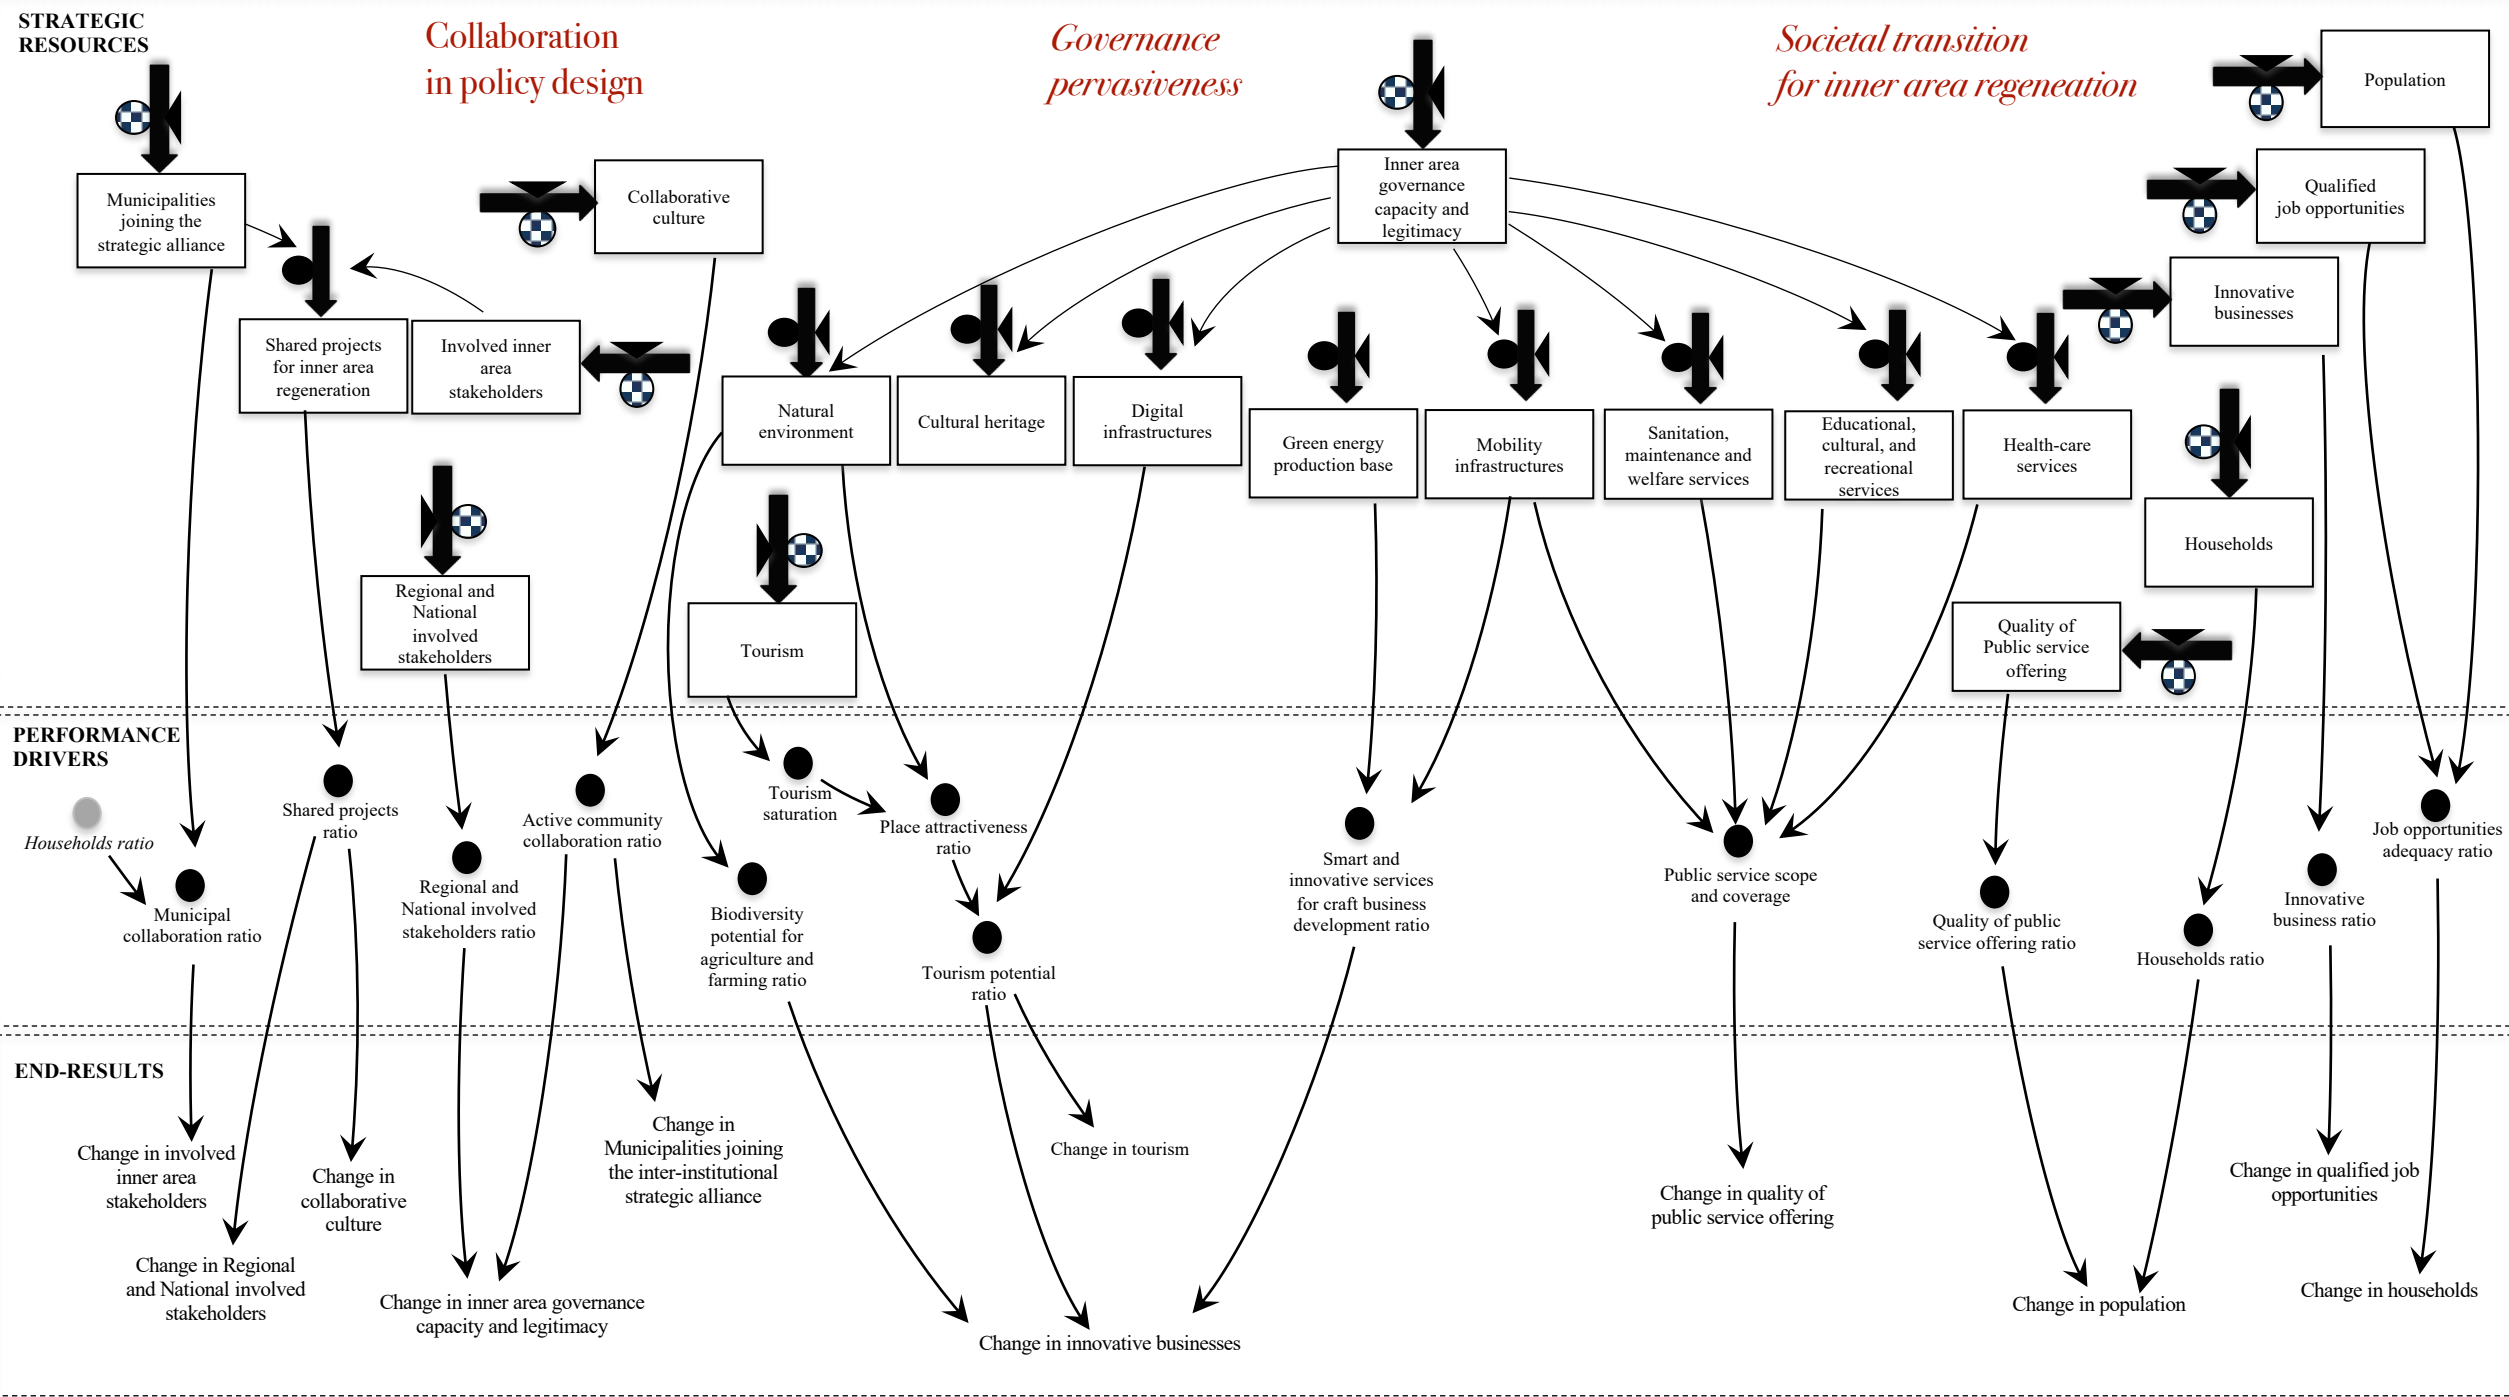 STRATEGIC
RESOURCES
Collaboration
in policy design
Governance
pervasiveness
Societal transition
for inner area regeneation
Population
Municipalities
joining the
strategic alliance
Collaborative
culture
Inner area
governance
capacity and
legitimacy
Qualified
job opportunities
Innovative
businesses
Shared projects
for inner area
regeneration
Involved inner
area
stakeholders
Natural
environment
Cultural heritage
Digital
infrastructures
Green energy
production base
Mobility
infrastructures
Sanitation,
maintenance and
welfare services
Educational,
cultural, and
recreational
services
Health-care
services
Households
Regional and
National
involved
stakeholders
Tourism
Quality of
Public service
offering
PERFORMANCE
DRIVERS
Households ratio
Municipal
collaboration ratio
Shared projects
ratio
Regional and
National involved
stakeholders ratio
Active community
collaboration ratio
Biodiversity
potential for
agriculture and
farming ratio
Tourism
saturation
Place attractiveness
ratio
Tourism potential
ratio
Smart and
innovative services
for craft business
development ratio
Public service scope
and coverage
Quality of public
service offering ratio
Households ratio
Innovative
business ratio
Job opportunities
adequacy ratio
END-RESULTS
Change in involved
inner area
stakeholders
Change in Regional
and National involved
stakeholders
Change in
collaborative
culture
Change in inner area governance
capacity and legitimacy
Change in
Municipalities joining
the inter-institutional
strategic alliance
Change in tourism
Change in innovative businesses
Change in quality of
public service offering
Change in population
Change in qualified job
opportunities
Change in households